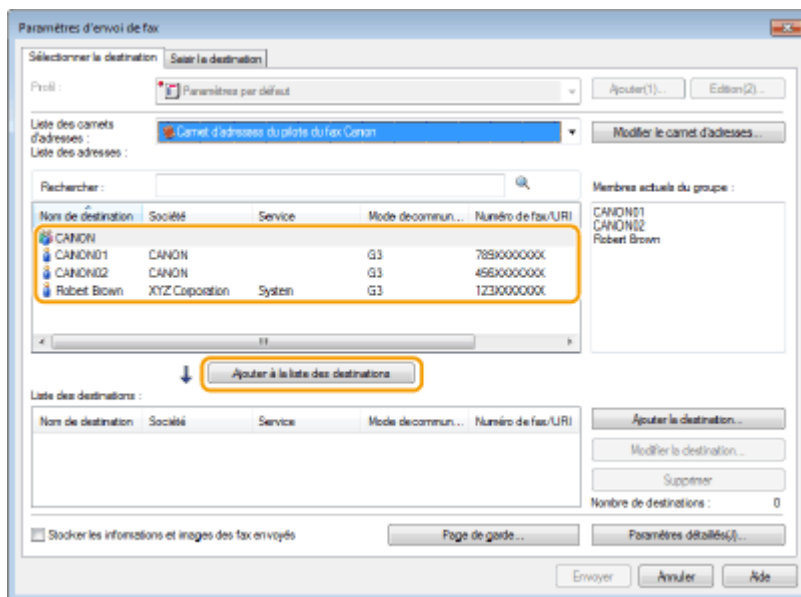 Paramètres d'envoi de fax
Sélectionner la destination
Saisir la destination
Profil :
Paramètres par défaut
Ajouter(1)...
Edition(2)...
Liste des carnets
d'adresses :
Carnet d'adresses du pilote du fax Canon
Modifier le carnet d'adresses...
Liste des adresses :
Rechercher :
Membres actuels du groupe :
Nom de destination Société Service Mode de commun... Numéro de fax/URI
CANON
CANON01 CANON G3 789XXXXXXX
CANON02 CANON G3 456XXXXXXX
Robert Brown XYZ Corporation System G3 123XXXXXXX
CANON01
CANON02
Robert Brown
Ajouter à la liste des destinations
Liste des destinations :
Nom de destination Société Service Mode de commun... Numéro de fax/URI
Ajouter la destination...
Modifier la destination...
Supprimer
Nombre de destinations : 0
Stocker les informations et images des fax envoyés
Page de garde...
Paramètres détaillés(J)...
Envoyer
Annuler
Aide